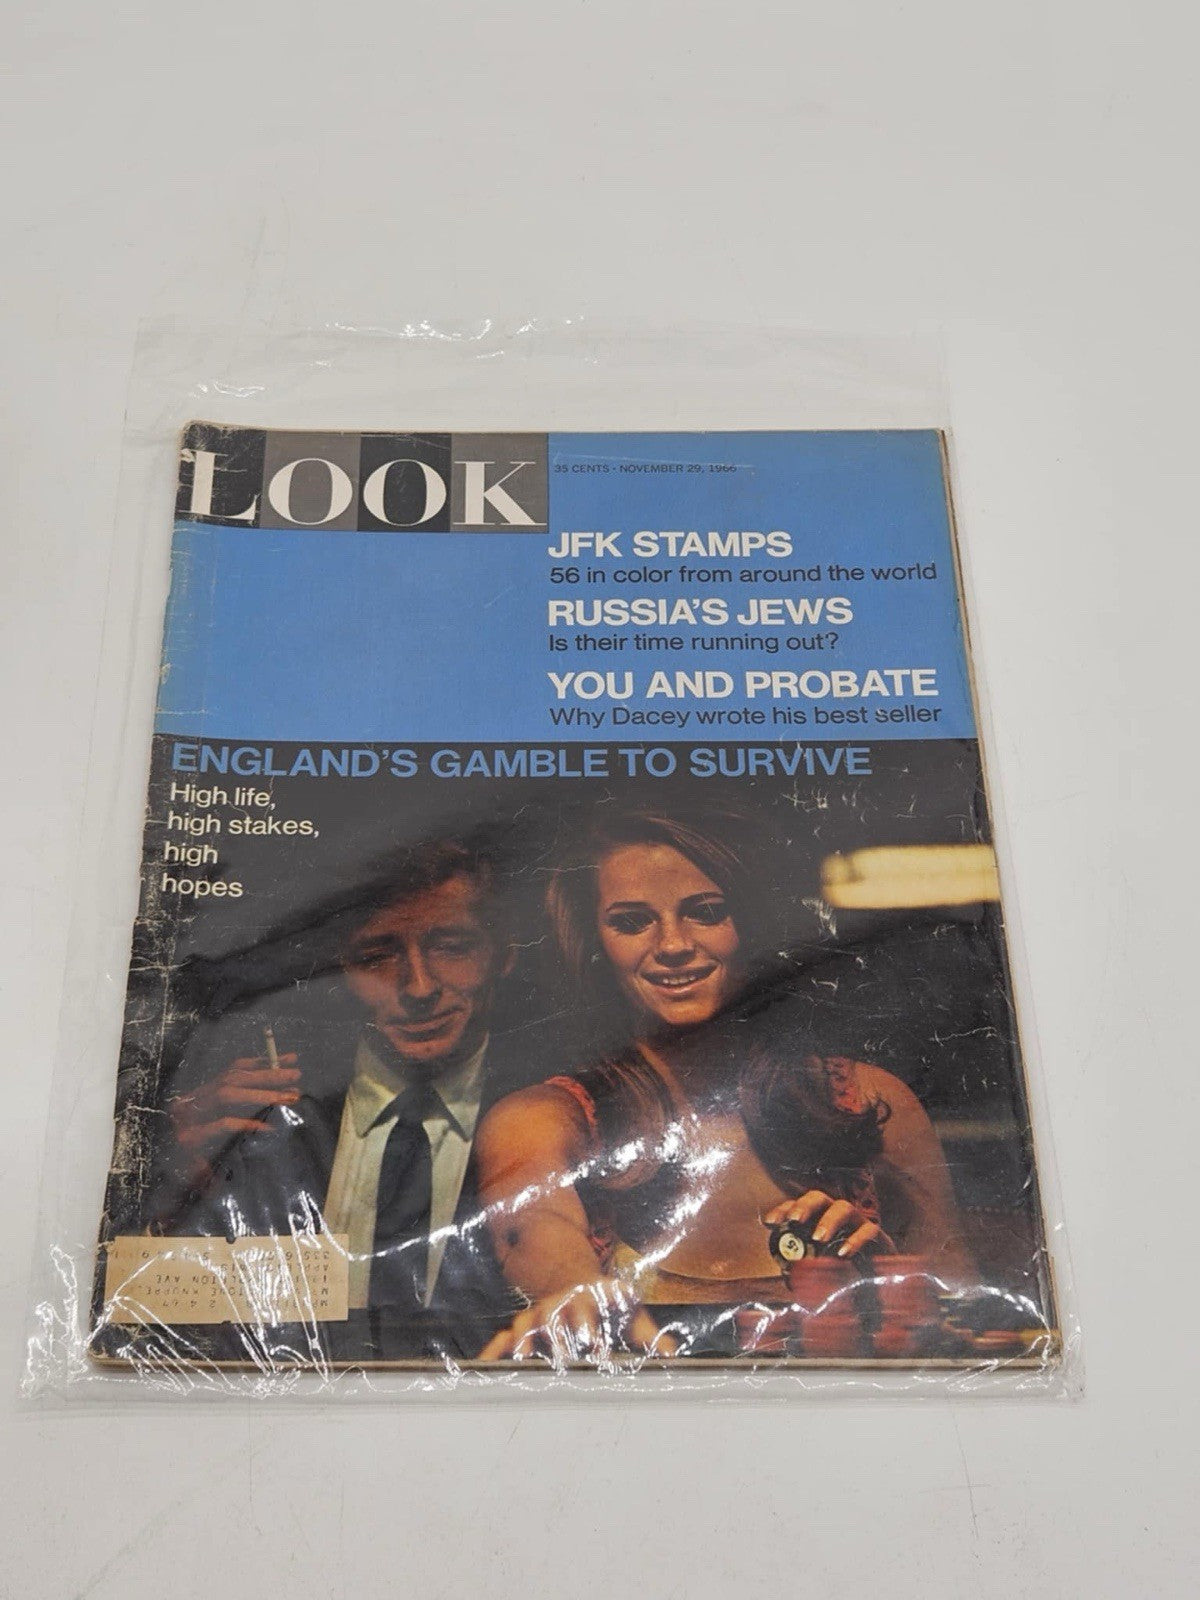 LOOK
35 CENTS · NOVEMBER 29, 1966
JFK STAMPS
56 in color from around the world
RUSSIA'S JEWS
Is their time running out?
YOU AND PROBATE
Why Dacey wrote his best seller
ENGLAND'S GAMBLE TO SURVIVE
High life,
high stakes,
high
hopes